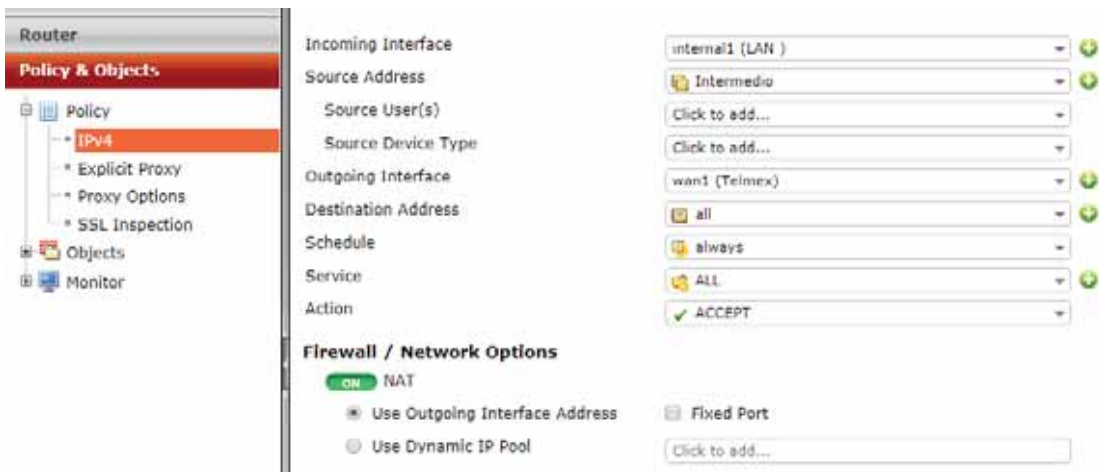 Router
Policy & Objects
Policy
IPv4
Explicit Proxy
Proxy Options
SSL Inspection
Objects
Monitor
Incoming Interface internal1 (LAN )
Source Address Intermedio
Source User(s) Click to add...
Source Device Type Click to add...
Outgoing Interface wan1 (Telmex)
Destination Address all
Schedule always
Service ALL
Action ACCEPT
Firewall / Network Options
ON NAT
Use Outgoing Interface Address Fixed Port
Use Dynamic IP Pool Click to add...